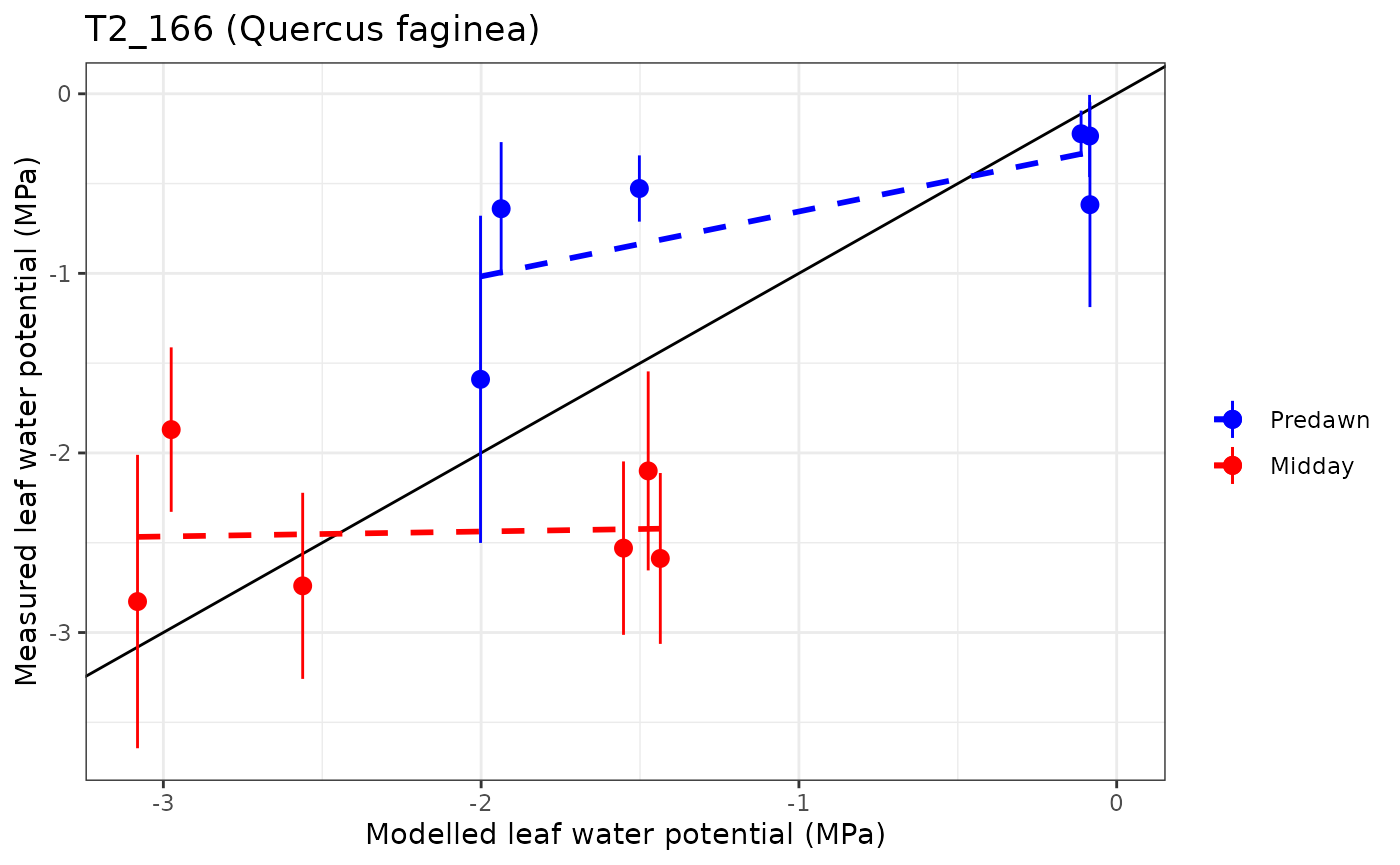 T2_166 (Quercus faginea)
Measured leaf water potential (MPa)
0
-1
-2
-3
-3
-2
-1
0
Modelled leaf water potential (MPa)
Predawn
Midday